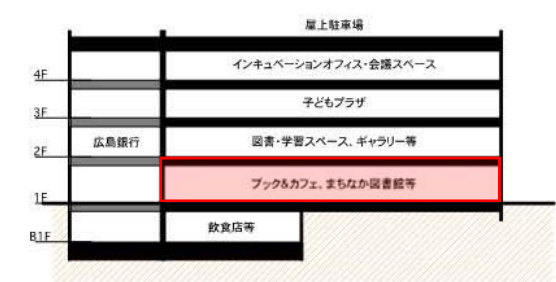 屋上駐車場
インキュベーションオフィス・会議スペース
4F
子どもプラザ
3F
広島銀行
図書・学習スペース、ギャラリー等
2F
ブック&カフェ、まちなか図書館等
1F
飲食店等
B1F